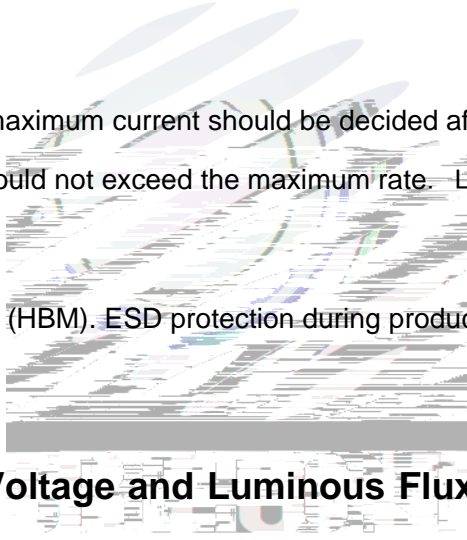 maximum current should be decided af
ould not exceed the maximum rate. L
(HBM). ESD protection during produc
Voltage and Luminous Flux